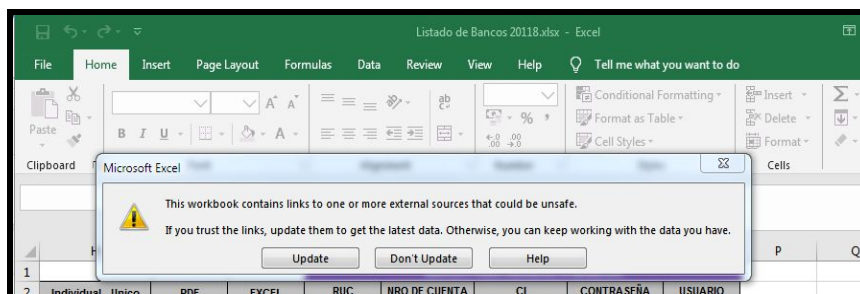 Listado de Bancos 20118.xlsx - Excel
File Home Insert Page Layout Formulas Data Review View Help Tell me what you want to do
Paste
B I U A A A
ab
% ,
Conditional Formatting
Format as Table
Cell Styles
Insert
Delete
Format
Clipboard
Cells
Microsoft Excel
This workbook contains links to one or more external sources that could be unsafe.
If you trust the links, update them to get the latest data. Otherwise, you can keep working with the data you have.
Update Don't Update Help
H P Q
1
2 Individual Unico PDF EXCEL RUC NRO DE CUENTA CI CONTRASEÑA USUARIO